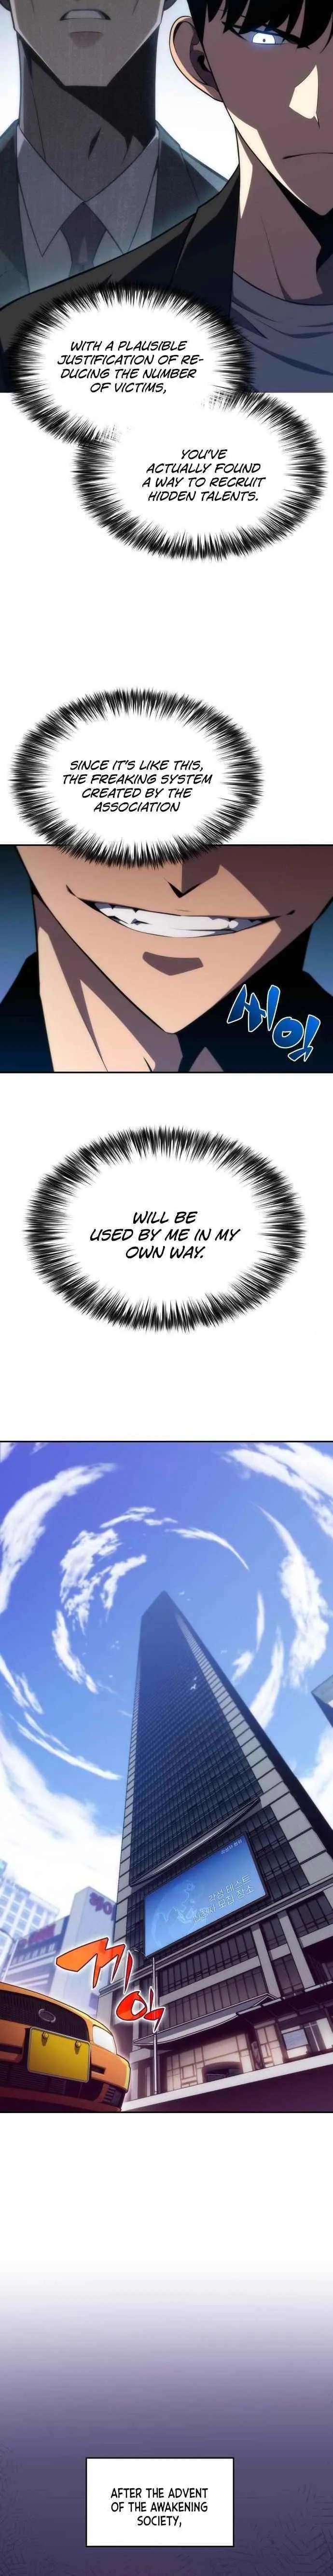 WITH A PLAUSIBLE
JUSTIFICATION OF RE-
DUCING THE NUMBER
OF VICTIMS,
YOU'VE
ACTUALLY FOUND
A WAY TO RECRUIT
HIDDEN TALENTS.
SINCE IT'S LIKE THIS,
THE FREAKING SYSTEM
CREATED BY THE
ASSOCIATION
씨익
WILL BE
USED BY ME IN MY
OWN WAY.
AFTER THE ADVENT
OF THE AWAKENING
SOCIETY,